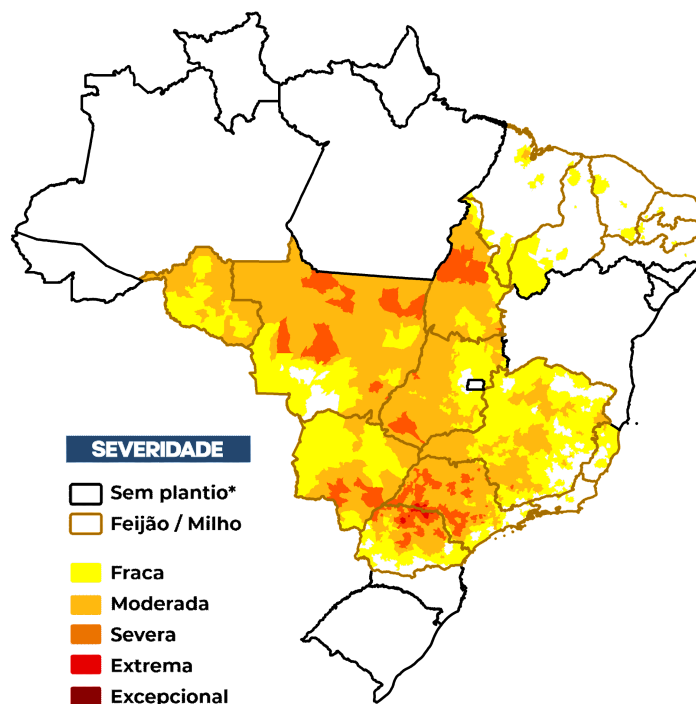 SEVERIDADE
Sem plantio*
Feijão / Milho
Fraca
Moderada
Severa
Extrema
Excepcional